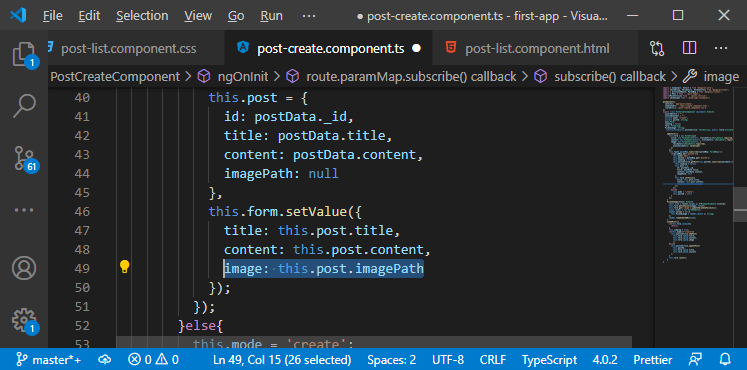 File Edit Selection View Go Run ··· ● post-create.component.ts - first-app - Visua...
post-list.component.css post-create.component.ts ● post-list.component.html ···
PostCreateComponent > ngOnInit > route.paramMap.subscribe() callback > subscribe() callback > image
40 this.post = {
41 id: postData._id,
42 title: postData.title,
43 content: postData.content,
44 imagePath: null
45 },
46 this.form.setValue({
47 title: this.post.title,
48 content: this.post.content,
49 image: this.post.imagePath
50 });
51 });
52 }else{
53 this.mode = 'create';
1
61
1
master*+ 0 0 Ln 49, Col 15 (26 selected) Spaces: 2 UTF-8 CRLF TypeScript 4.0.2 Prettier